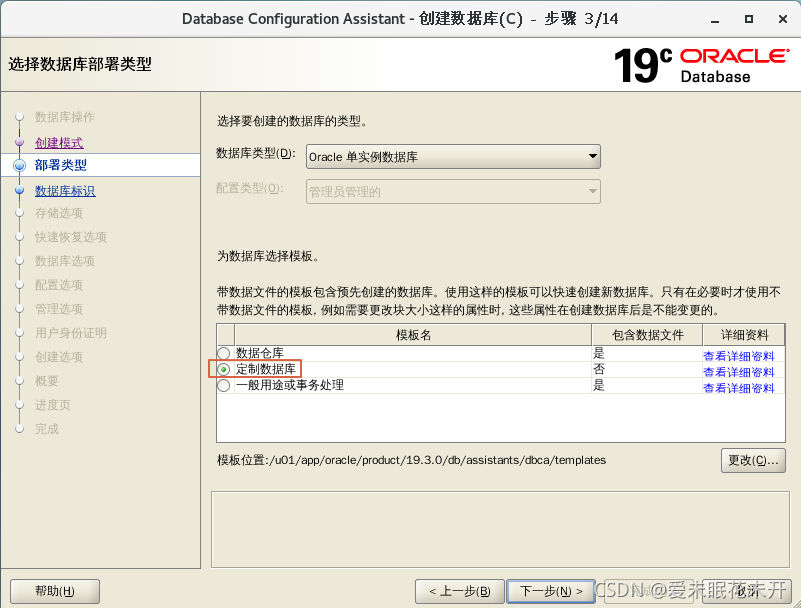 Database Configuration Assistant - 创建数据库(C) - 步骤 3/14
选择数据库部署类型
19c ORACLE
Database
数据库操作
创建模式
部署类型
数据库标识
存储选项
快速恢复选项
数据库选项
配置选项
管理选项
用户身份证明
创建选项
概要
进度页
完成
选择要创建的数据库的类型。
数据库类型(D): Oracle 单实例数据库
配置类型(O): 管理员管理的
为数据库选择模板。
带数据文件的模板包含预先创建的数据库。使用这样的模板可以快速创建新数据库。只有在必要时才使用不
带数据文件的模板, 例如需要更改块大小这样的属性时, 这些属性在创建数据库后是不能变更的。
模板名 包含数据文件 详细资料
数据仓库 是 查看详细资料
定制数据库 否 查看详细资料
一般用途或事务处理 是 查看详细资料
模板位置:/u01/app/oracle/product/19.3.0/db/assistants/dbca/templates
更改(C)...
帮助(H) < 上一步(B) 下一步(N) > 取消
CSDN @爱未眠花未开